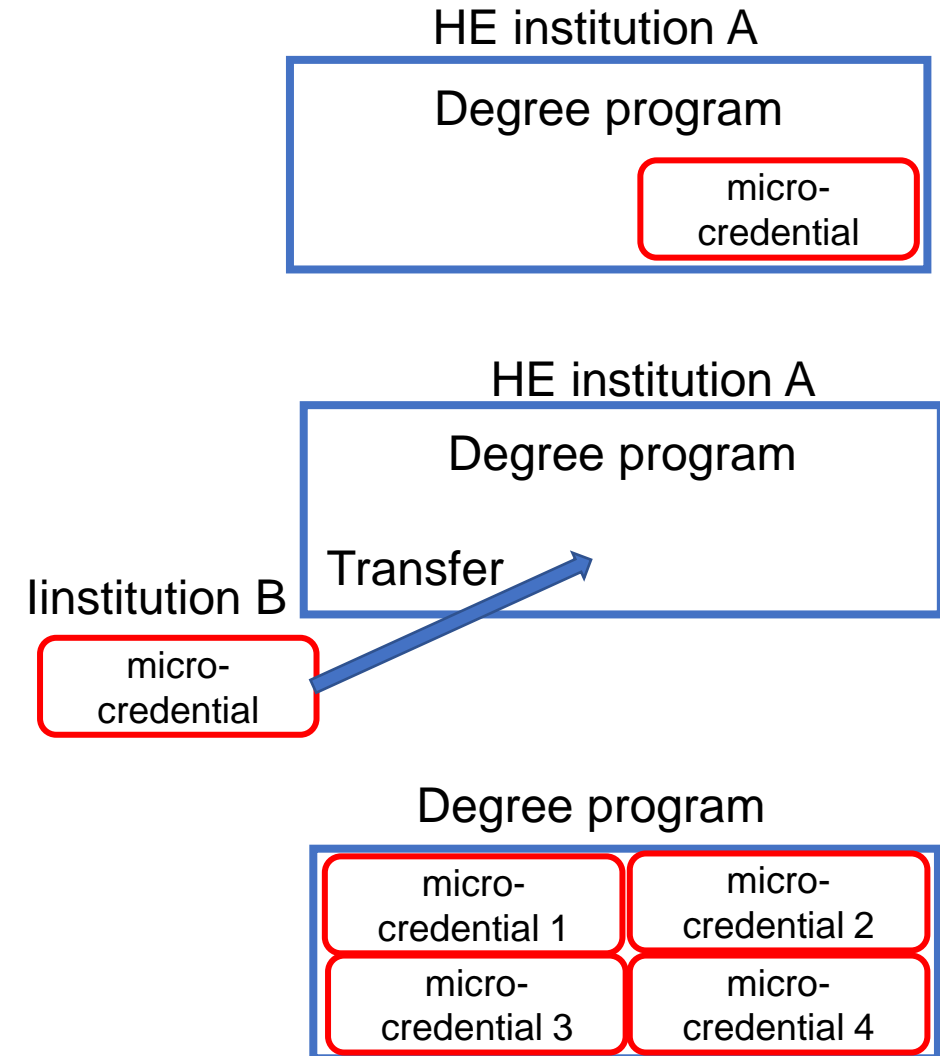 HE institution A
Degree program
micro-
credential
HE institution A
Degree program
Transfer
Iinstitution B
micro-
credential
Degree program
micro-
credential 1
micro-
credential 2
micro-
credential 3
micro-
credential 4